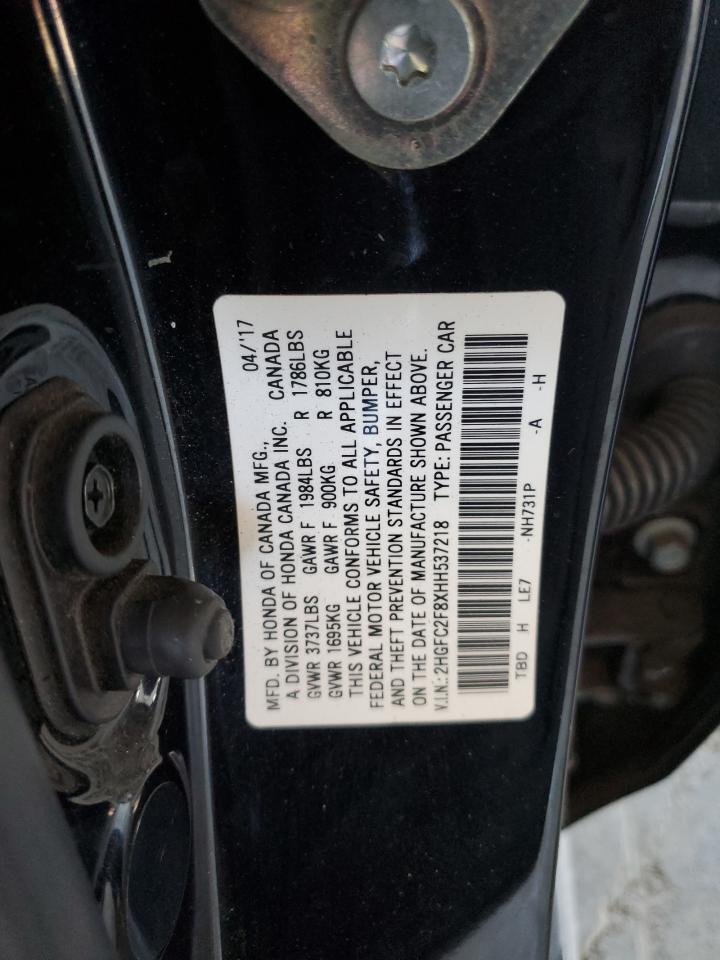 04/'17
MFD. BY HONDA OF CANADA MFG.,
A DIVISION OF HONDA CANADA INC. CANADA
GVWR 3737LBS GAWR F 1984LBS R 1786LBS
GVWR 1695KG GAWR F 900KG R 810KG
THIS VEHICLE CONFORMS TO ALL APPLICABLE
FEDERAL MOTOR VEHICLE SAFETY, BUMPER,
AND THEFT PREVENTION STANDARDS IN EFFECT
ON THE DATE OF MANUFACTURE SHOWN ABOVE.
V.I.N.: 2HGFC2F8XHH537218 TYPE: PASSENGER CAR
TBD H LE7 -NH731P -A -H